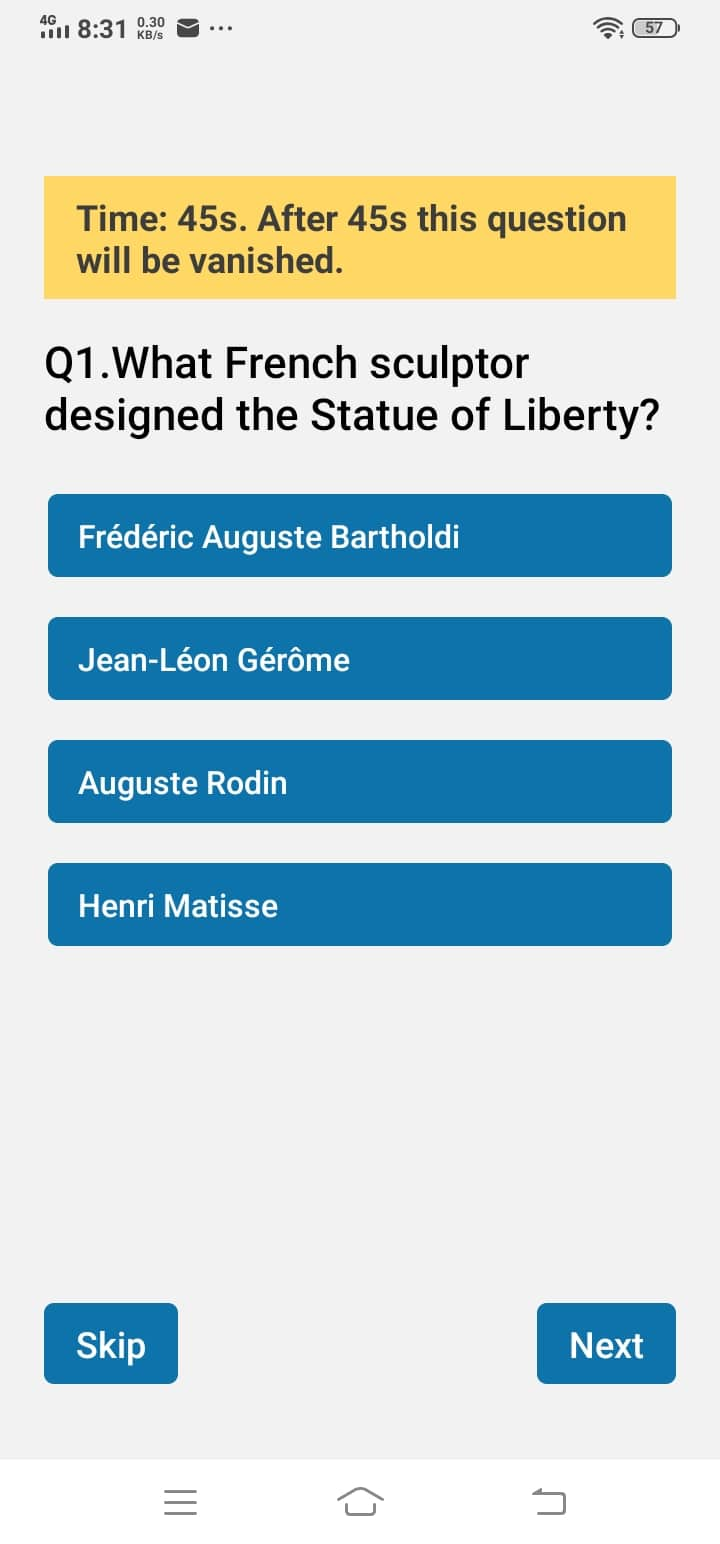 4G 8:31 0.30 KB/s ... 57
Time: 45s. After 45s this question
will be vanished.
Q1.What French sculptor
designed the Statue of Liberty?
Frédéric Auguste Bartholdi
Jean-Léon Gérôme
Auguste Rodin
Henri Matisse
Skip Next